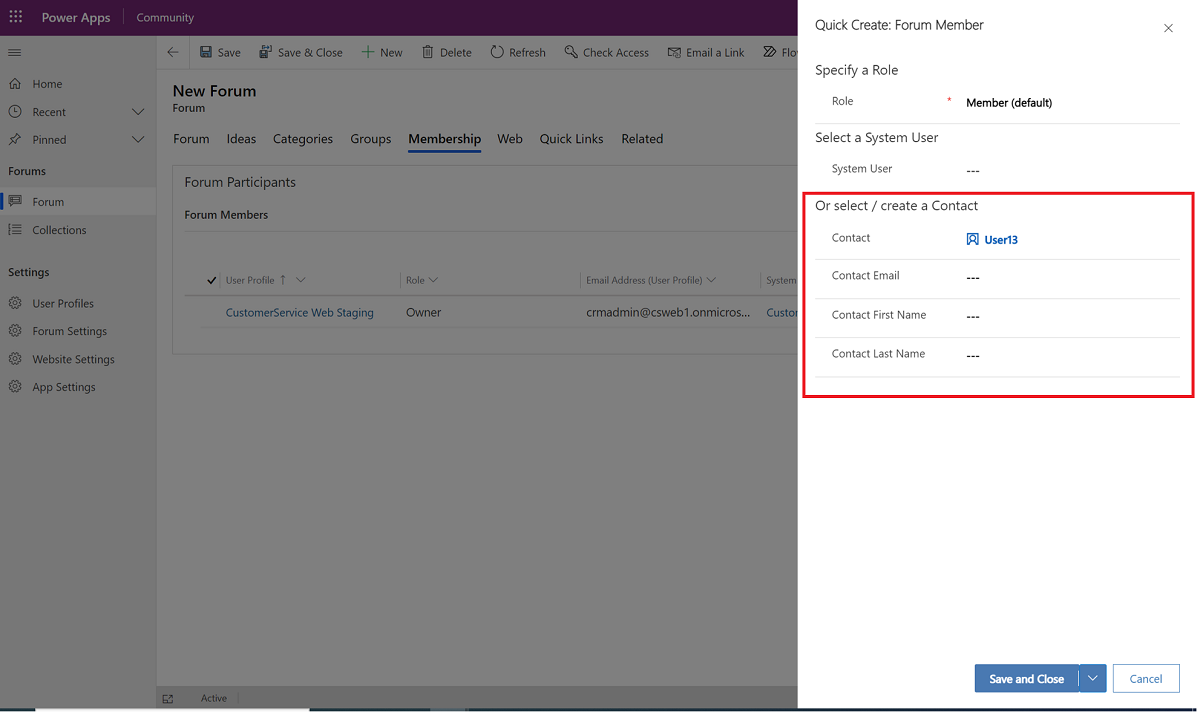 Power Apps Community
Save Save & Close New Delete Refresh Check Access Email a Link Flo
New Forum
Forum
Forum Ideas Categories Groups Membership Web Quick Links Related
Home
Recent
Pinned
Forums
Forum
Collections
Settings
User Profiles
Forum Settings
Website Settings
App Settings
Forum Participants
Forum Members
User Profile Role Email Address (User Profile) System
CustomerService Web Staging Owner crmadmin@csweb1.onmicros... Custor
Active
Quick Create: Forum Member
Specify a Role
Role * Member (default)
Select a System User
System User ---
Or select / create a Contact
Contact User13
Contact Email ---
Contact First Name ---
Contact Last Name ---
Save and Close Cancel